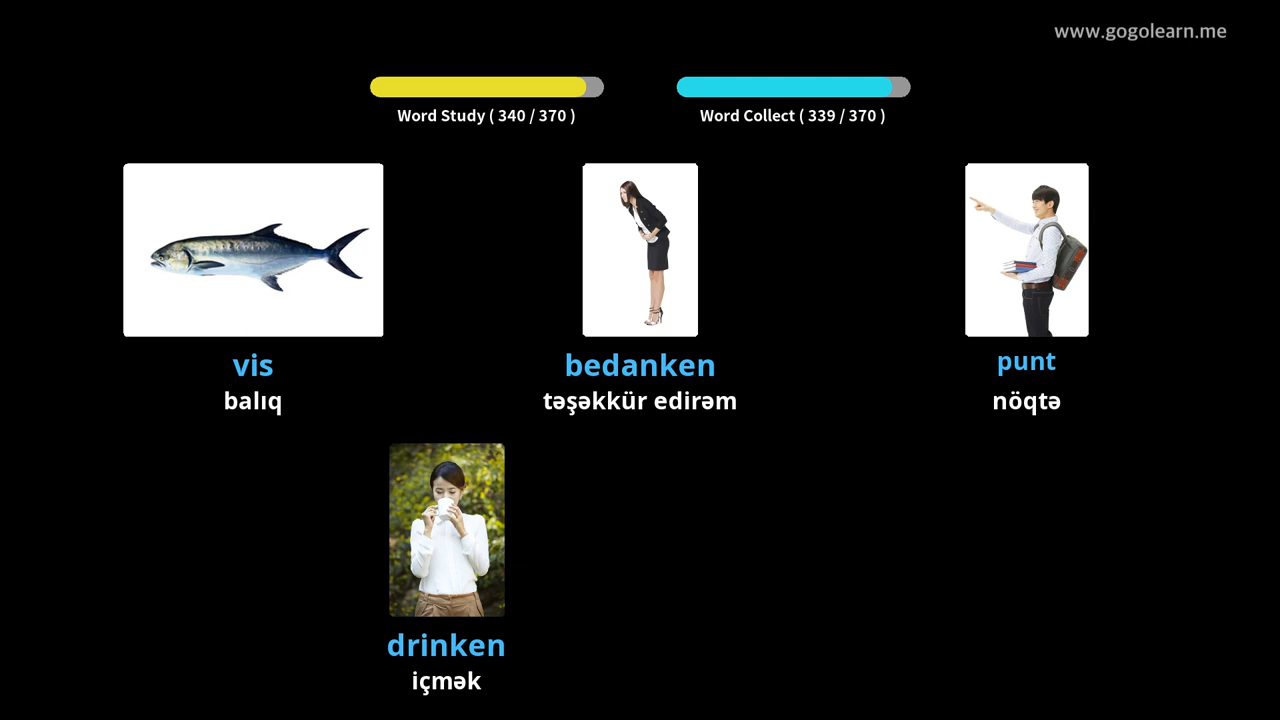 www.gogolearn.me
Word Study ( 340 / 370 )
Word Collect ( 339 / 370 )
vis
balıq
bedanken
təşəkkür edirəm
punt
nöqtə
drinken
içmək